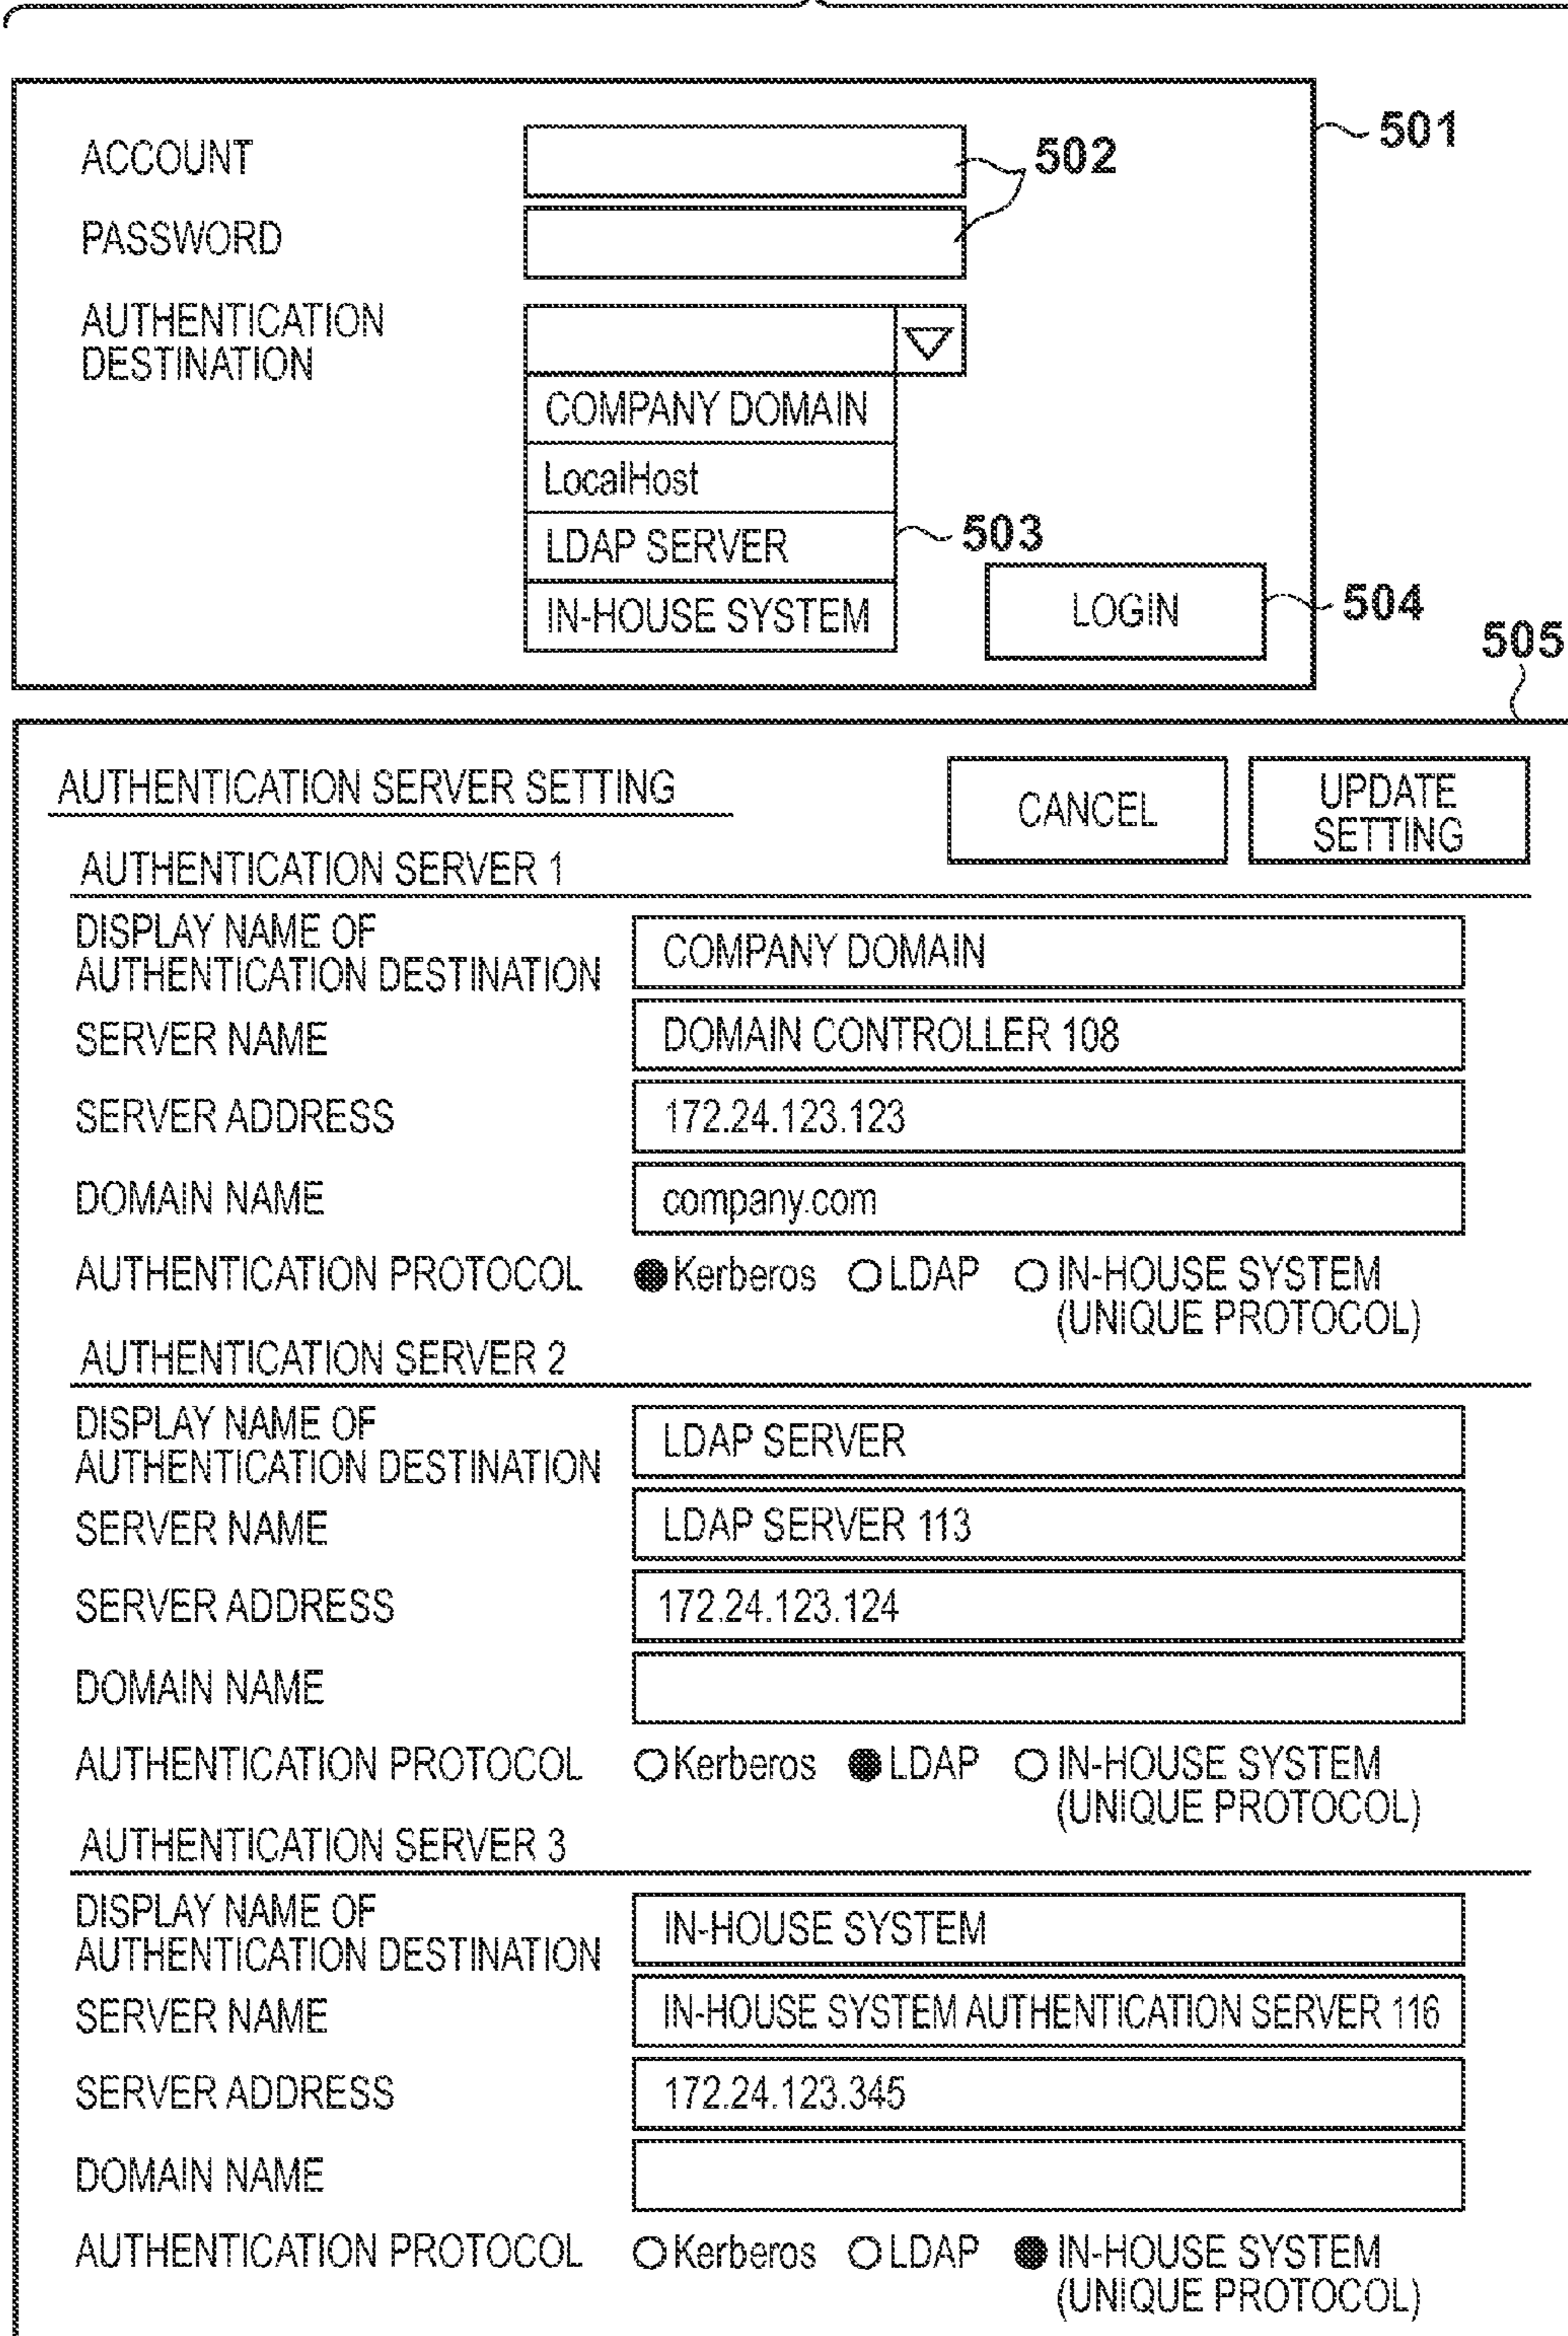 501
ACCOUNT
502
PASSWORD
AUTHENTICATION
DESTINATION
COMPANY DOMAIN
LocalHost
LDAP SERVER
503
IN-HOUSE SYSTEM
LOGIN
504
505
AUTHENTICATION SERVER SETTING
CANCEL
UPDATE
SETTING
AUTHENTICATION SERVER 1
DISPLAY NAME OF
AUTHENTICATION DESTINATION
COMPANY DOMAIN
SERVER NAME
DOMAIN CONTROLLER 108
SERVER ADDRESS
172.24.123.123
DOMAIN NAME
company.com
AUTHENTICATION PROTOCOL
Kerberos
LDAP
IN-HOUSE SYSTEM
(UNIQUE PROTOCOL)
AUTHENTICATION SERVER 2
DISPLAY NAME OF
AUTHENTICATION DESTINATION
LDAP SERVER
SERVER NAME
LDAP SERVER 113
SERVER ADDRESS
172.24.123.124
DOMAIN NAME
AUTHENTICATION PROTOCOL
Kerberos
LDAP
IN-HOUSE SYSTEM
(UNIQUE PROTOCOL)
AUTHENTICATION SERVER 3
DISPLAY NAME OF
AUTHENTICATION DESTINATION
IN-HOUSE SYSTEM
SERVER NAME
IN-HOUSE SYSTEM AUTHENTICATION SERVER 116
SERVER ADDRESS
172.24.123.345
DOMAIN NAME
AUTHENTICATION PROTOCOL
Kerberos
LDAP
IN-HOUSE SYSTEM
(UNIQUE PROTOCOL)